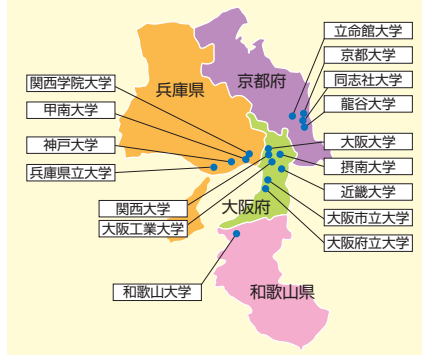 立命館大学
京都大学
同志社大学
龍谷大学
京都府
兵庫県
関西学院大学
甲南大学
神戸大学
兵庫県立大学
大阪大学
摂南大学
近畿大学
大阪市立大学
大阪府立大学
関西大学
大阪工業大学
大阪府
和歌山大学
和歌山県